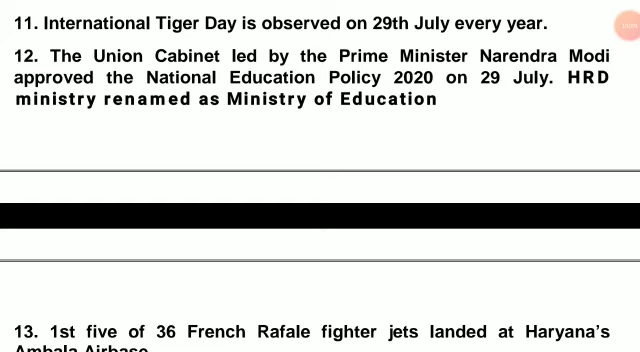 11. International Tiger Day is observed on 29th July every year.
12. The Union Cabinet led by the Prime Minister Narendra Modi
approved the National Education Policy 2020 on 29 July. HRD
ministry renamed as Ministry of Education
13. 1st five of 36 French Rafale fighter jets landed at Haryana’s
Ambala Airbase